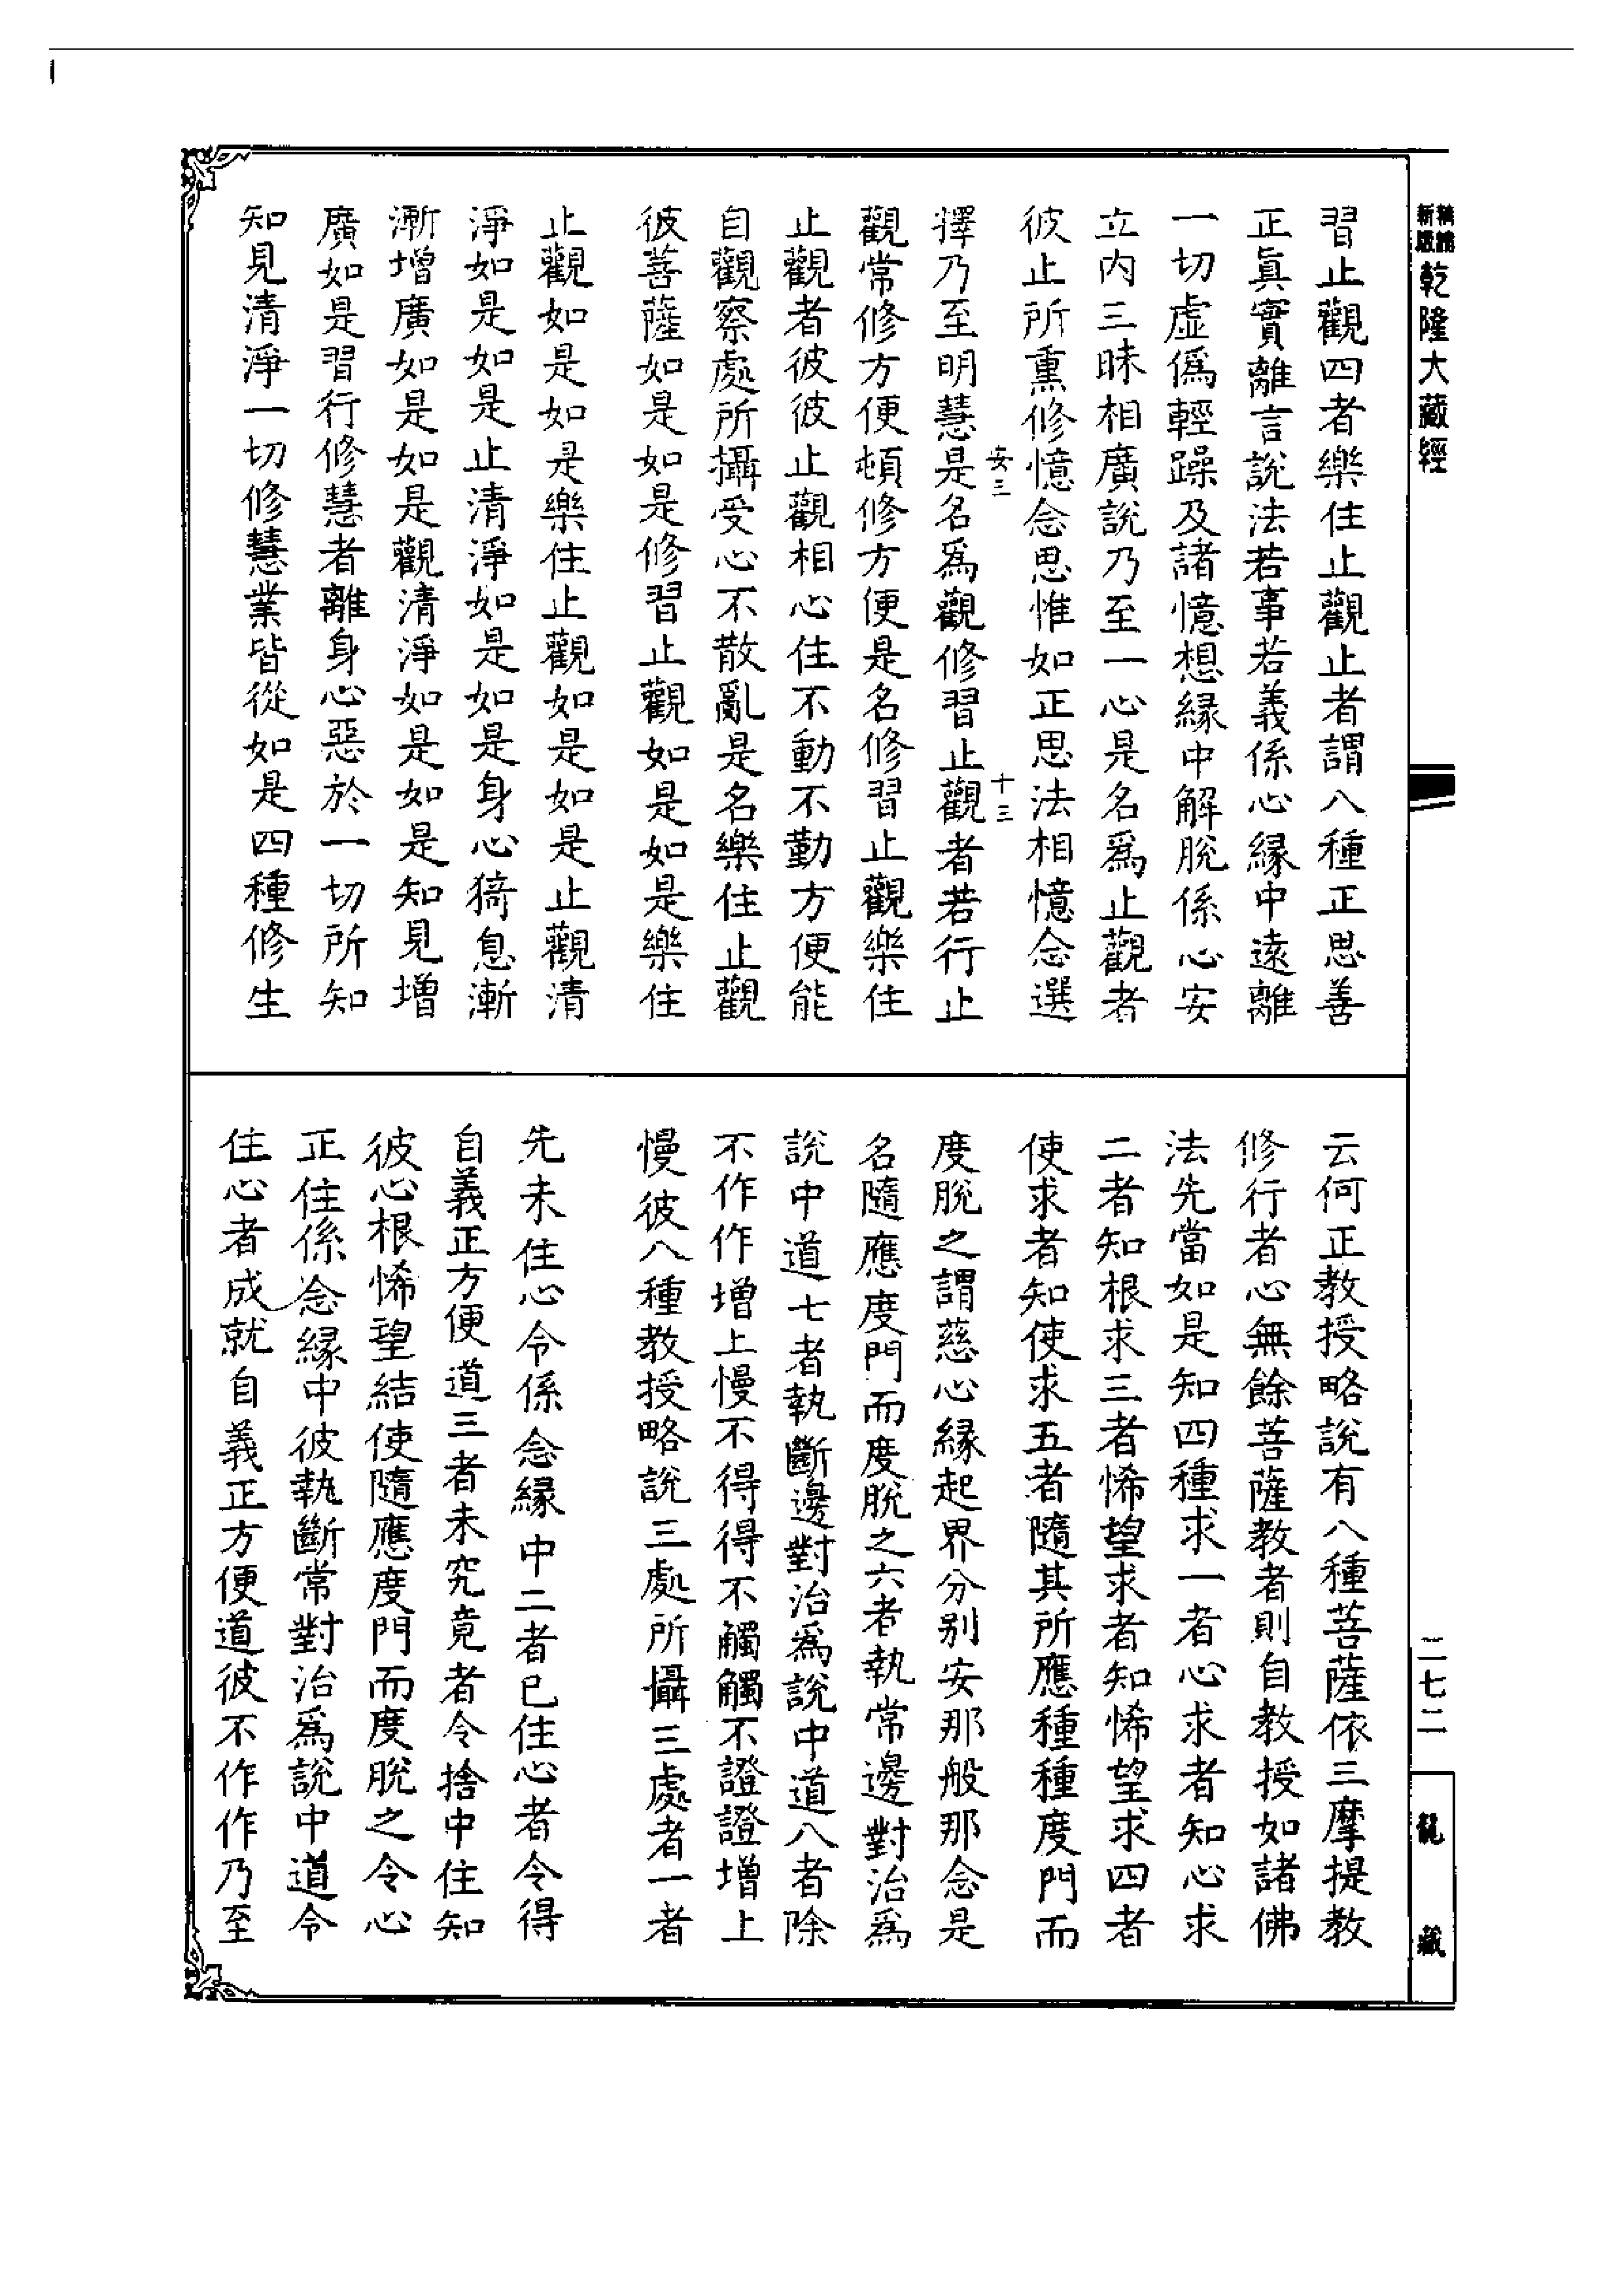 新版
乾隆大藏經
習止觀四者樂住止觀止者謂八種正思善
正眞實離言說法若事若義係心縁中遠離
一切虛僞輕躁及諸憶想縁中解脫係心安
立內三昧相廣說乃至一心是名爲止觀者
彼止所熏修憶念思惟如正思法相憶念選
安三
十三
擇乃至明慧是名爲觀修習止觀者若行止
觀常修方便頓修方便是名修習止觀樂住
止觀者彼彼止觀相心住不動不勤方便能
自觀察處所攝受心不散亂是名樂住止觀
彼菩薩如是如是修習止觀如是如是樂住
止觀如是如是樂住止觀如是如是止觀清
淨如是如是止清淨如是如是身心猗息漸
漸增廣如是如是觀清淨如是如是知見增
廣如是習行修慧者離身心惡於一切所知
知見清淨一切修慧業皆從如是四種修生
云何正教授略說有八種菩薩依三摩提教
修行者心無餘菩薩教者則自教授如諸佛
法先當如是知四種求一者心求者知心求
二者知根求三者悕望求者知悕望求四者
使求者知使求五者隨其所應種種度門而
度脫之謂慈心縁起界分別安那般那念是
名隨應度門而度脫之六者執常邊對治爲
說中道七者執斷邊對治爲說中道八者除
不作作增上慢不得得不觸觸不證證增上
慢彼八種教授略說三處所攝三處者一者
先未住心令係念縁中二者已住心者令得
自義正方便道三者未究竟者令捨中住知
彼心根悕望結使隨應度門而度脫之令心
正住係念縁中彼執斷常對治爲說中道令
住心者成就自義正方便道彼不作作乃至
二七二
龍藏